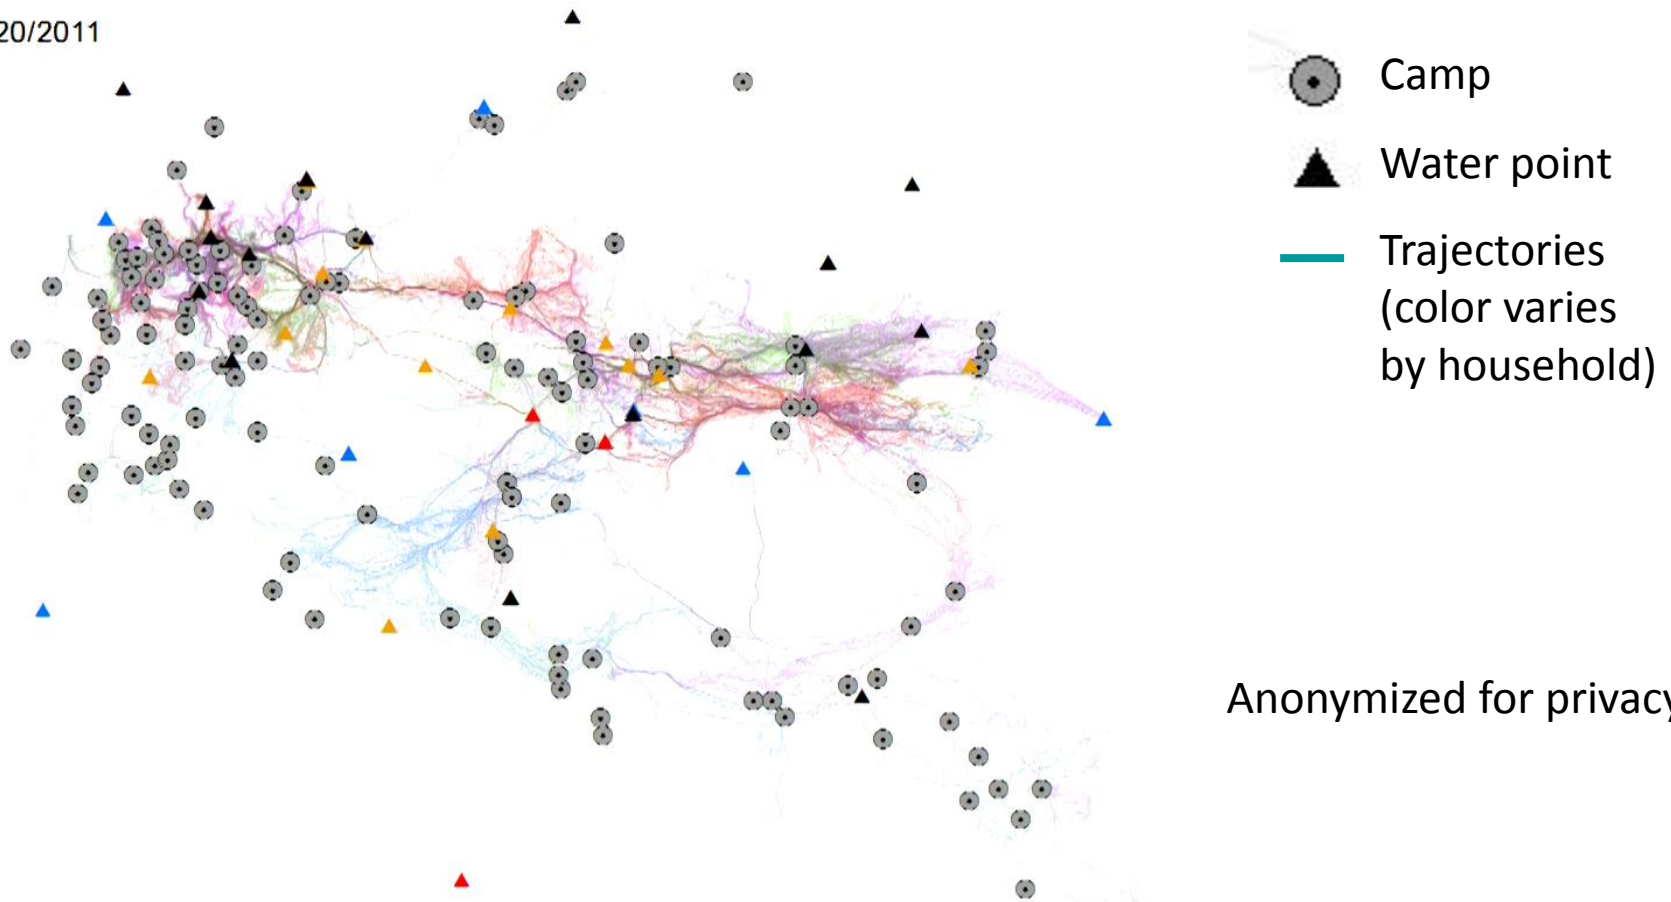 20/2011
Camp
Water point
Trajectories
(color varies
by household)
Anonymized for privacy